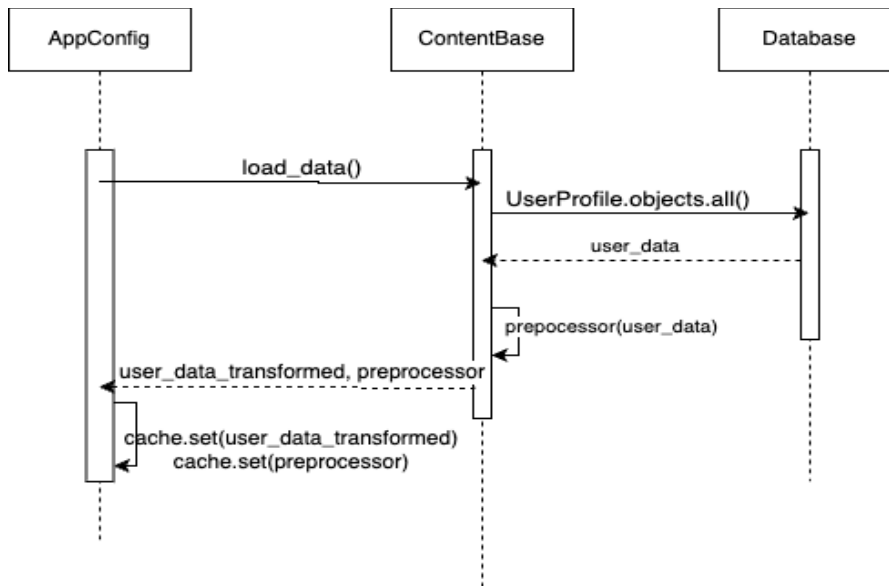 AppConfig
ContentBase
Database
load_data()
UserProfile.objects.all()
user_data
prepocessor(user_data)
user_data_transformed, preprocessor
cache.set(user_data_transformed)
cache.set(preprocessor)